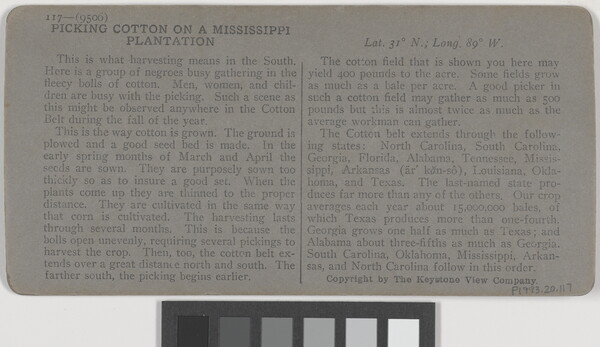 117—(9500)
PICKING COTTON ON A MISSISSIPPI
PLANTATION
This is what harvesting means in the South.
Here is a group of negroes busy gathering in the
fleecy bolls of cotton. Men, women, and chil-
dren are busy with the picking. Such a scene as
this might be observed anywhere in the Cotton
Belt during the fall of the year.
This is the way cotton is grown. The ground is
plowed and a good seed bed is made. In the
early spring months of March and April the
seeds are sown. They are purposely sown too
thickly so as to insure a good set. When the
plants come up they are thinned to the proper
distance. They are cultivated in the same way
that corn is cultivated. The harvesting lasts
through several months. This is because the
bolls open unevenly, requiring several pickings to
harvest the crop. Then, too, the cotton belt ex-
tends over a great distance north and south. The
farther south, the picking begins earlier.
Lat. 31° N.; Long. 89° W.
The cotton field that is shown you here may
yield 400 pounds to the acre. Some fields grow
as much as a bale per acre. A good picker in
such a cotton field may gather as much as 500
pounds but this is almost twice as much as the
average workman can gather.
The Cotton belt extends through the follow-
ing states: North Carolina, South Carolina,
Georgia, Florida, Alabama, Tennessee, Missis-
sippi, Arkansas (är' kăn-sô), Louisiana, Okla-
homa, and Texas. The last-named state pro-
duces far more than any of the others. Our crop
averages each year about 15,000,000 bales, of
which Texas produces more than one-fourth.
Georgia grows one half as much as Texas; and
Alabama about three-fifths as much as Georgia.
South Carolina, Oklahoma, Mississippi, Arkan-
sas, and North Carolina follow in this order.
Copyright by The Keystone View Company.
P1993.20.117